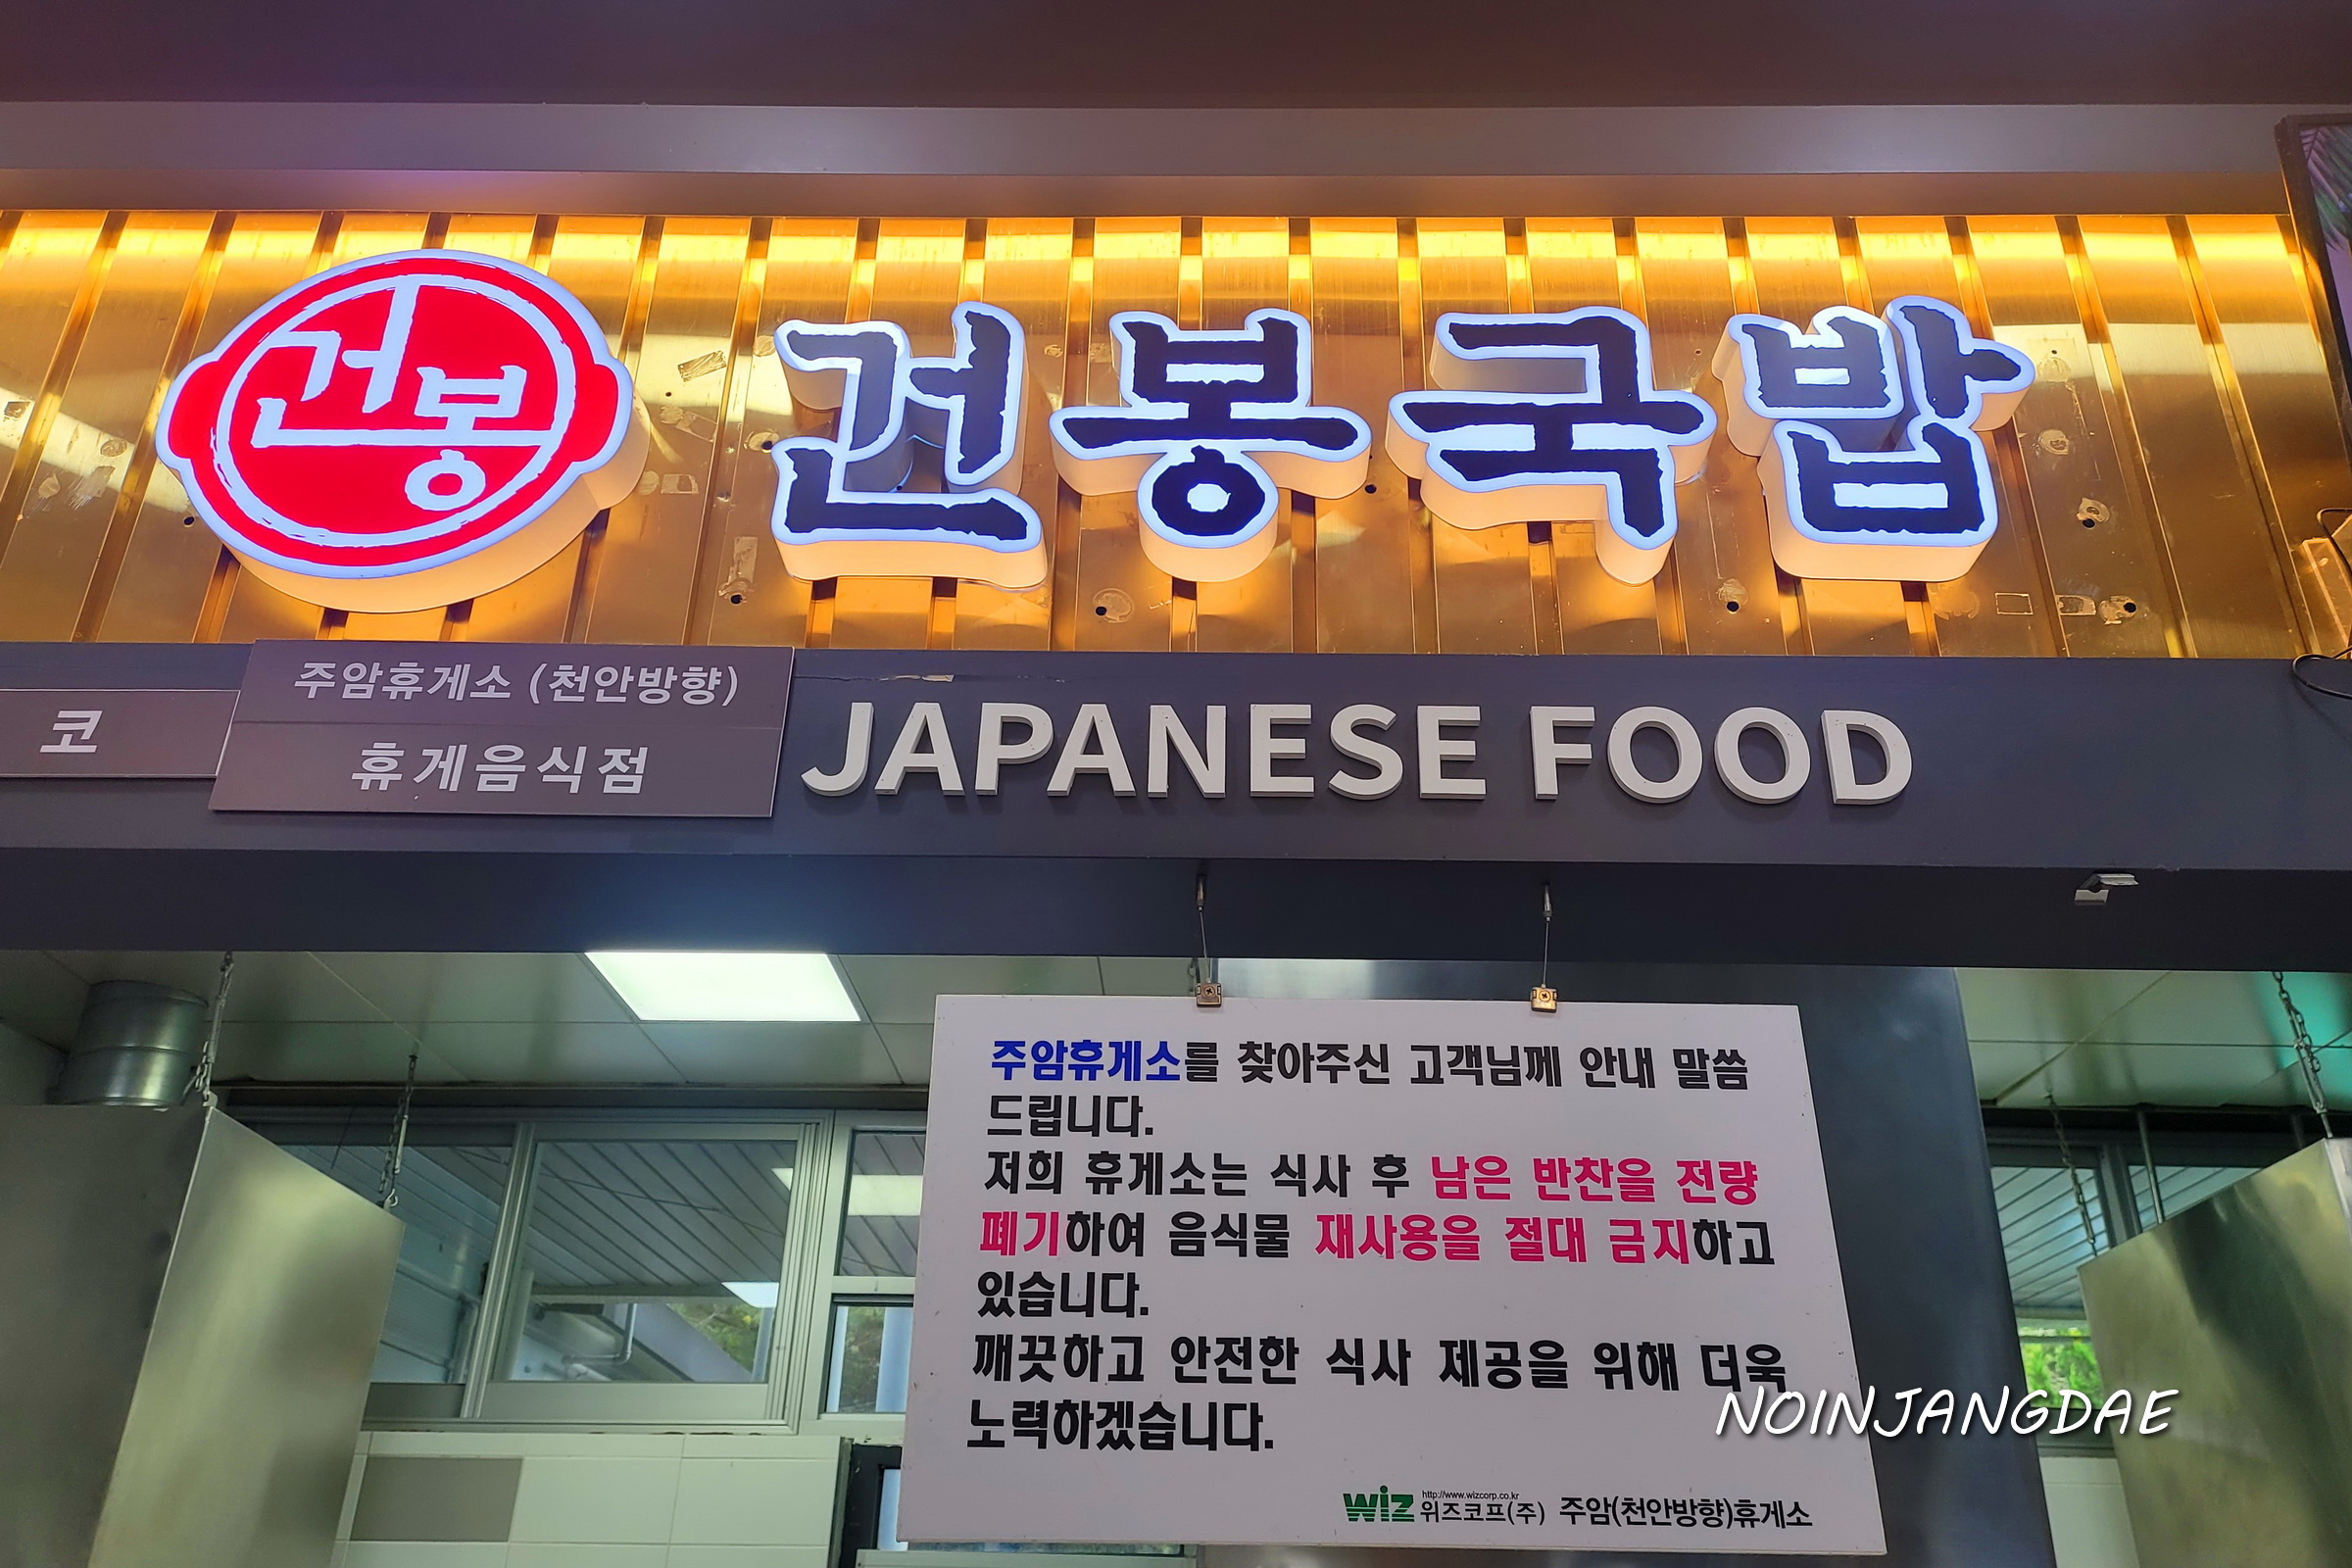 건봉
건봉국밥
주암휴게소 (천안방향)
휴게음식점
코
JAPANESE FOOD
주암휴게소를 찾아주신 고객님께 안내 말씀
드립니다.
저희 휴게소는 식사 후 남은 반찬을 전량
폐기하여 음식물 재사용을 절대 금지하고
있습니다.
깨끗하고 안전한 식사 제공을 위해 더욱
노력하겠습니다.
NOINJANGDAE
http://www.wizcorp.co.kr
wiz 위즈코프(주) 주암(천안방향)휴게소